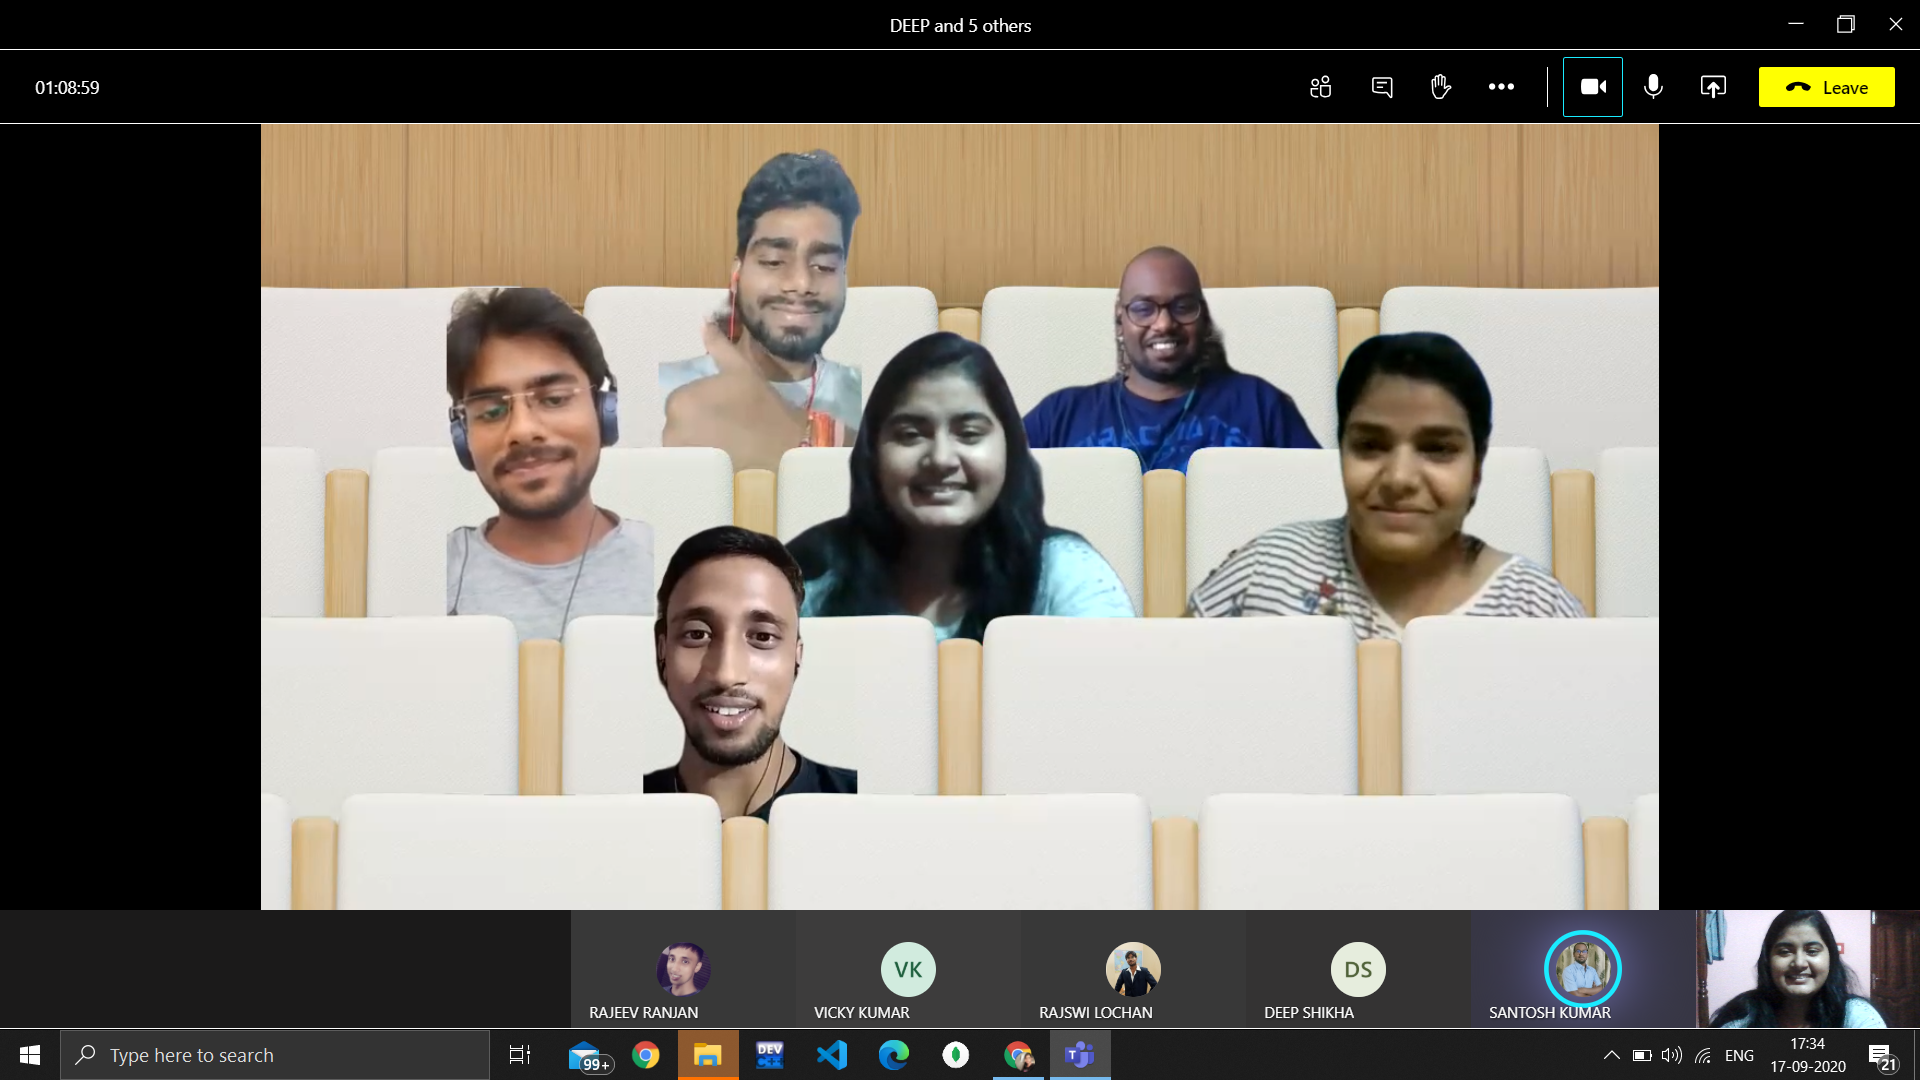 DEEP and 5 others
01:08:59
Leave
VK
DS
RAJEEV RANJAN
VICKY KUMAR
RAJSWI LOCHAN
DEEP SHIKHA
SANTOSH KUMAR
Type here to search
99+
DEV
C++
T
ENG
17:34
17-09-2020
21